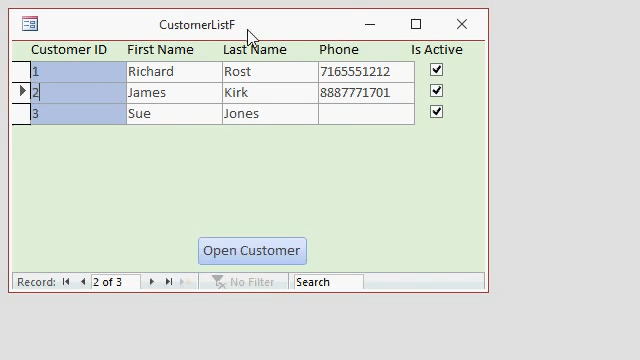 CustomerListF
Customer ID First Name Last Name Phone Is Active
1 Richard Rost 7165551212
2 James Kirk 8887771701
3 Sue Jones
Open Customer
Record: 2 of 3 No Filter Search